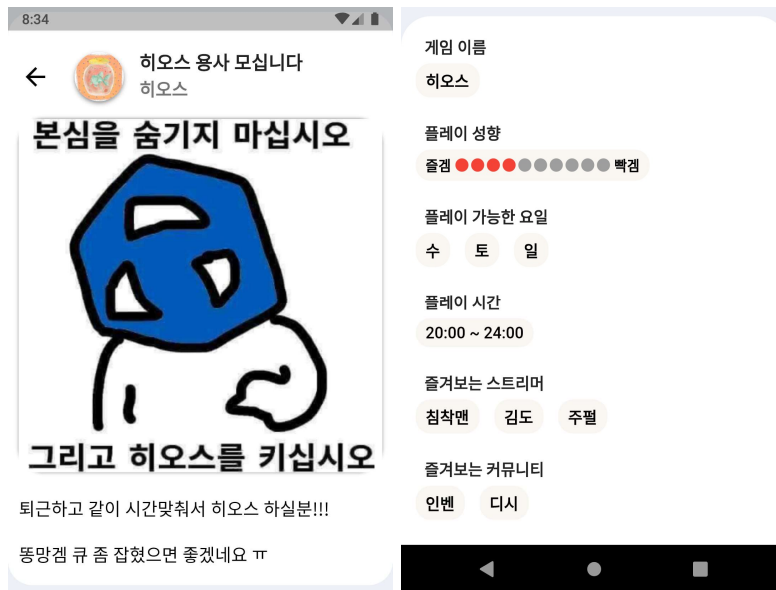 8:34
히오스 용사 모십니다
히오스
본심을 숨기지 마십시오
그리고 히오스를 키십시오
퇴근하고 같이 시간맞춰서 히오스 하실분!!!
똥망겜 큐 좀 잡혔으면 좋겠네요 ㅠ
게임 이름
히오스
플레이 성향
즐겜 빡겜
플레이 가능한 요일
수 토 일
플레이 시간
20:00 ~ 24:00
즐겨보는 스트리머
침착맨 김도 주펄
즐겨보는 커뮤니티
인벤 디시